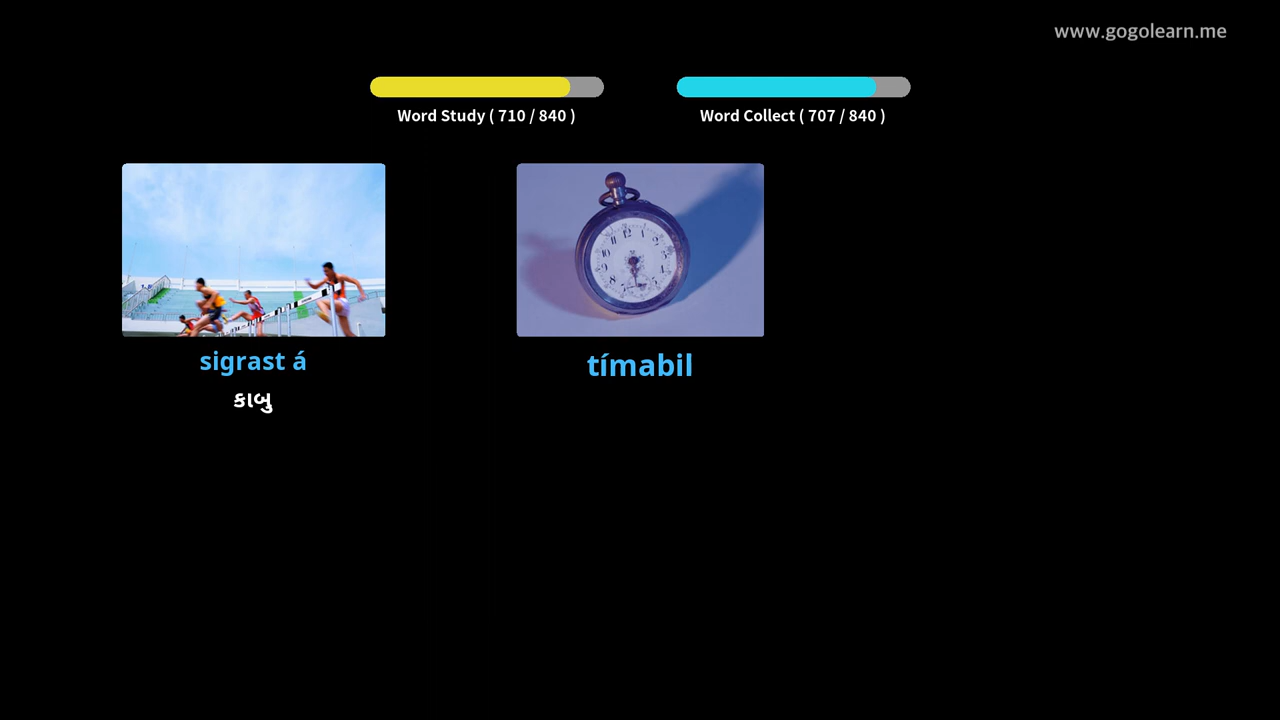 www.gogolearn.me
Word Study ( 710 / 840 )
Word Collect ( 707 / 840 )
sigrast á
કાબુ
tímabil